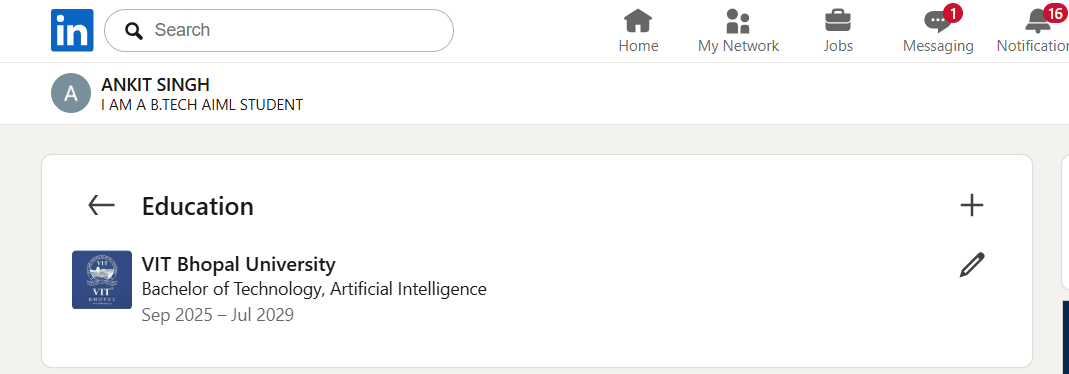 in
Search
Home
My Network
Jobs
1
Messaging
16
Notification
A
ANKIT SINGH
I AM A B.TECH AIML STUDENT
Education
VIT
VIT
BHOPAL
VIT Bhopal University
Bachelor of Technology, Artificial Intelligence
Sep 2025 – Jul 2029